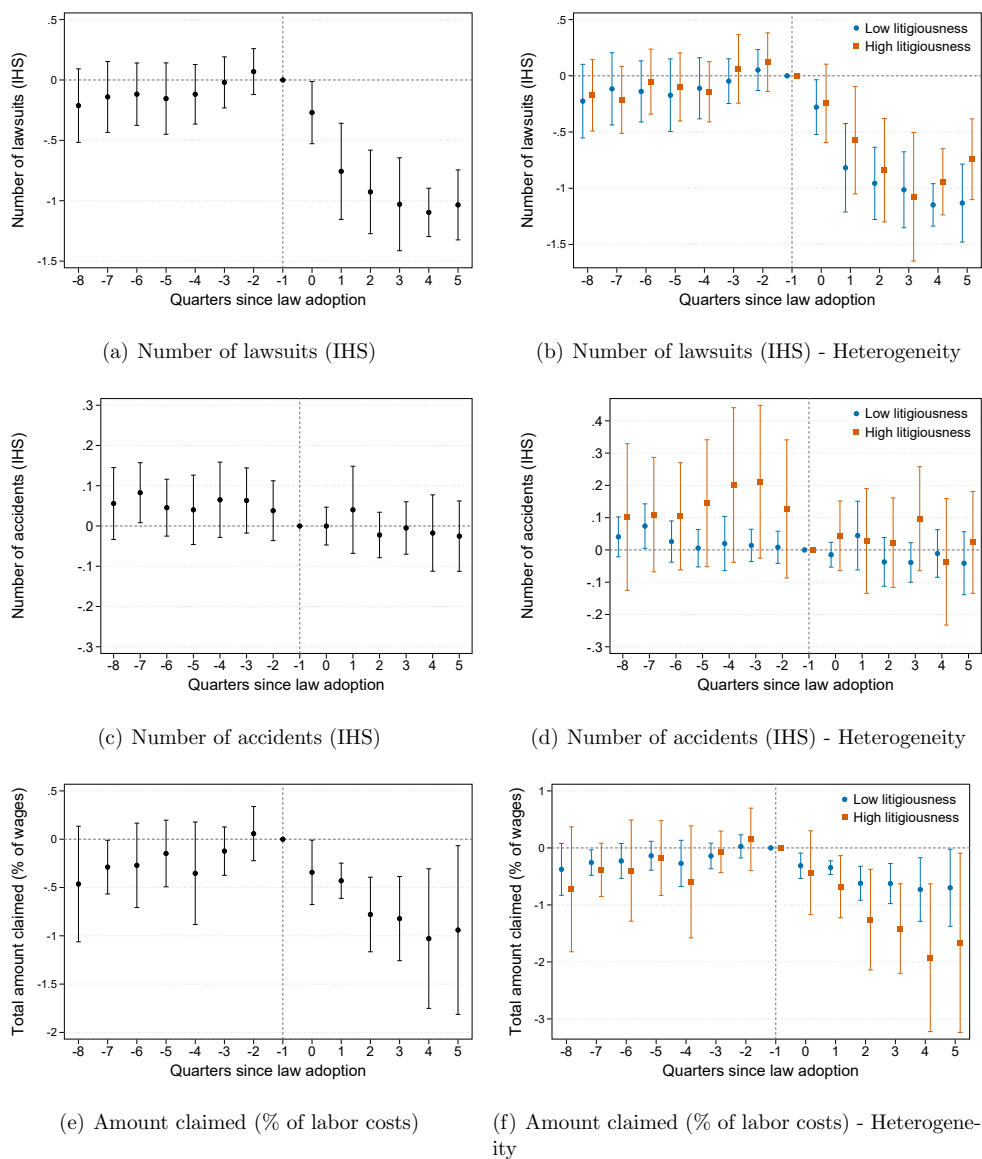 Number of lawsuits (IHS)
.5
0
-.5
-1
-1.5
-8 -7 -6 -5 -4 -3 -2 -1 0 1 2 3 4 5
Quarters since law adoption
(a) Number of lawsuits (IHS)
Number of lawsuits (IHS)
.5
0
-.5
-1
-1.5
Low litigiousness
High litigiousness
-8 -7 -6 -5 -4 -3 -2 -1 0 1 2 3 4 5
Quarters since law adoption
(b) Number of lawsuits (IHS) - Heterogeneity
Number of accidents (IHS)
.3
.2
.1
0
.1
.2
.3
-8 -7 -6 -5 -4 -3 -2 -1 0 1 2 3 4 5
Quarters since law adoption
(c) Number of accidents (IHS)
Number of accidents (IHS)
.4
.3
.2
.1
0
.1
.2
.3
Low litigiousness
High litigiousness
-8 -7 -6 -5 -4 -3 -2 -1 0 1 2 3 4 5
Quarters since law adoption
(d) Number of accidents (IHS) - Heterogeneity
Total amount claimed (% of wages)
.5
0
-.5
-1
-1.5
-2
-8 -7 -6 -5 -4 -3 -2 -1 0 1 2 3 4 5
Quarters since law adoption
(e) Amount claimed (% of labor costs)
Total amount claimed (% of wages)
1
0
-1
-2
-3
Low litigiousness
High litigiousness
-8 -7 -6 -5 -4 -3 -2 -1 0 1 2 3 4 5
Quarters since law adoption
(f) Amount claimed (% of labor costs) - Heterogene-
ity